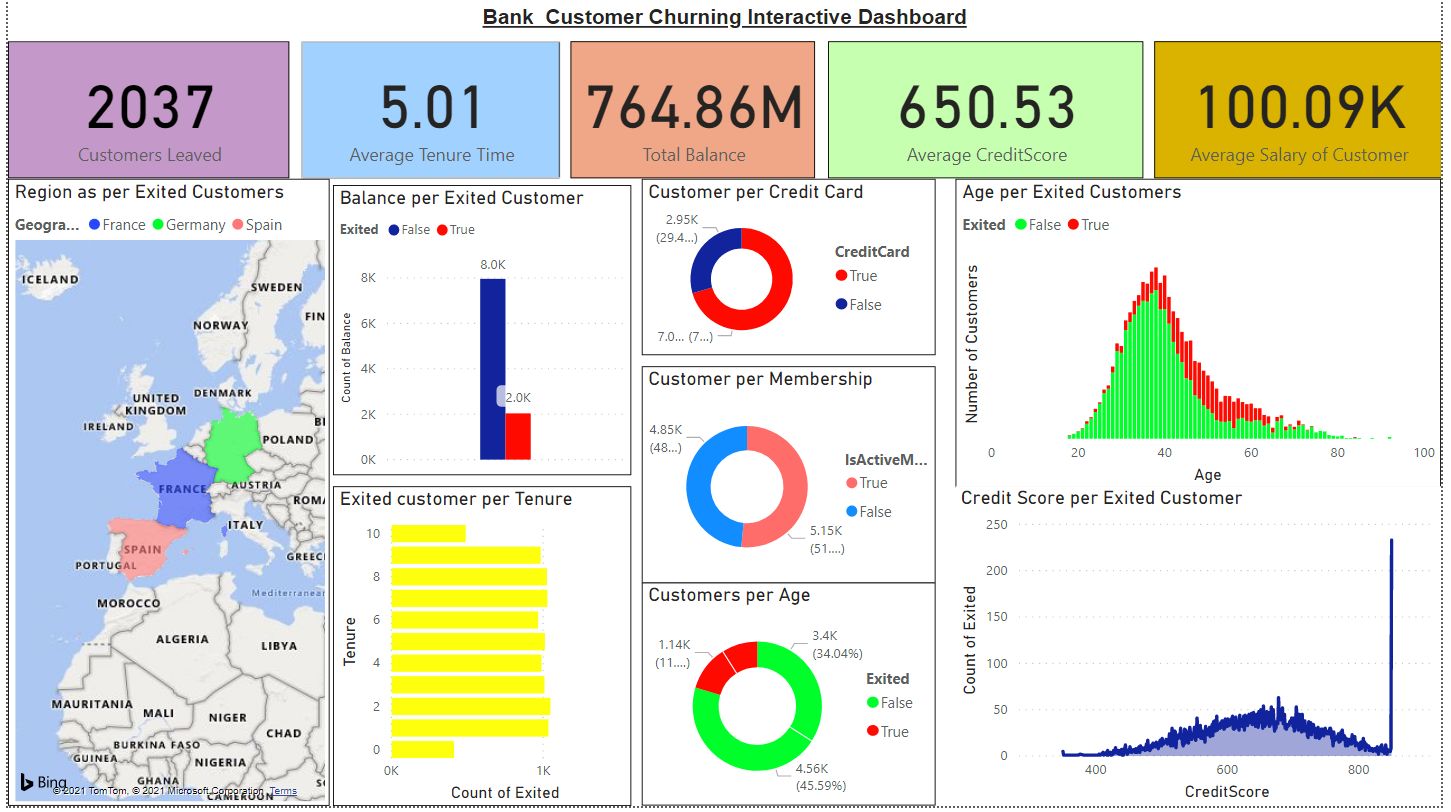 Bank Customer Churning Interactive Dashboard
2037
Customers Leaved
5.01
Average Tenure Time
764.86M
Total Balance
650.53
Average CreditScore
100.09K
Average Salary of Customer
Region as per Exited Customers
Geogra... France Germany Spain
ICELAND
SWEDEN
NORWAY
FIN
DENMARK
UNITED
KINGDOM
IRELAND
POLAND
BI
FRANCE
AUSTRIA
ROMA
ITALY
SPAIN
PORTUGAL
GREEC
Mediterranean
MOROCCO
ALGERIA
LIBYA
MAURITANIA
MALI
NIGER
CHAD
BURKINA FASO
GUINEA
NIGERIA
GHANA
CAMEROON
Bing
© 2021 TomTom, © 2021 Microsoft Corporation Terms
Balance per Exited Customer
Exited False True
Count of Balance
8K
6K
4K
2K
0K
8.0K
2.0K
Exited customer per Tenure
Tenure
10
8
6
4
2
0
0K
1K
Count of Exited
Customer per Credit Card
2.95K
(29.4...)
7.0... (7...)
CreditCard
True
False
Customer per Membership
4.85K
(48...)
5.15K
(51....)
IsActiveM...
True
False
Customers per Age
1.14K
(11....)
3.4K
(34.04%)
4.56K
(45.59%)
Exited
False
True
Age per Exited Customers
Exited False True
Number of Customers
0
20
40
60
80
100
Age
Credit Score per Exited Customer
Count of Exited
250
200
150
100
50
0
400
600
800
CreditScore